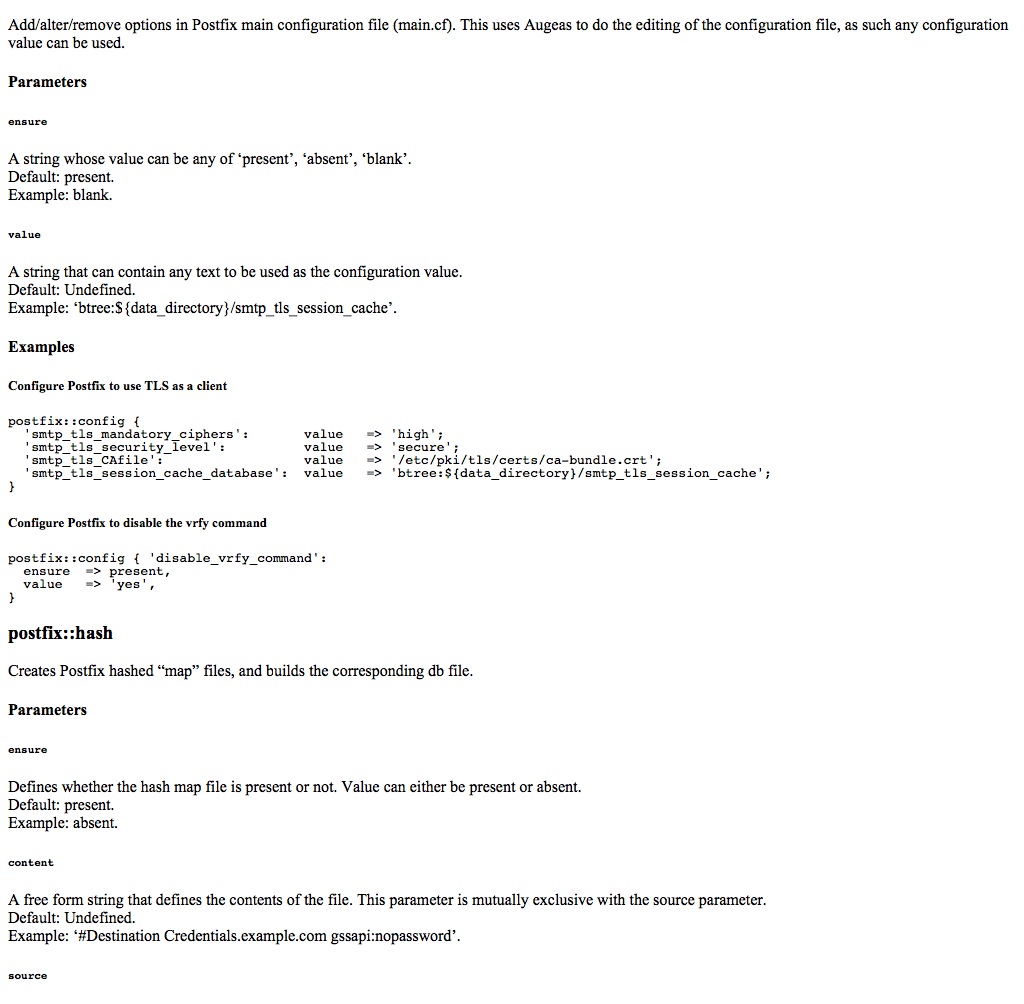 Add/alter/remove options in Postfix main configuration file (main.cf). This uses Augeas to do the editing of the configuration file, as such any configuration
value can be used.
Parameters
ensure
A string whose value can be any of ‘present’, ‘absent’, ‘blank’.
Default: present.
Example: blank.
value
A string that can contain any text to be used as the configuration value.
Default: Undefined.
Example: ‘btree:${data_directory}/smtp_tls_session_cache’.
Examples
Configure Postfix to use TLS as a client
postfix::config {
  'smtp_tls_mandatory_ciphers':       value   => 'high';
  'smtp_tls_security_level':          value   => 'secure';
  'smtp_tls_CAfile':                  value   => '/etc/pki/tls/certs/ca-bundle.crt';
  'smtp_tls_session_cache_database':  value   => 'btree:${data_directory}/smtp_tls_session_cache';
}
Configure Postfix to disable the vrfy command
postfix::config { 'disable_vrfy_command':
  ensure  => present,
  value   => 'yes',
}
postfix::hash
Creates Postfix hashed “map” files, and builds the corresponding db file.
Parameters
ensure
Defines whether the hash map file is present or not. Value can either be present or absent.
Default: present.
Example: absent.
content
A free form string that defines the contents of the file. This parameter is mutually exclusive with the source parameter.
Default: Undefined.
Example: ‘#Destination Credentials.example.com gssapi:nopassword’.
source